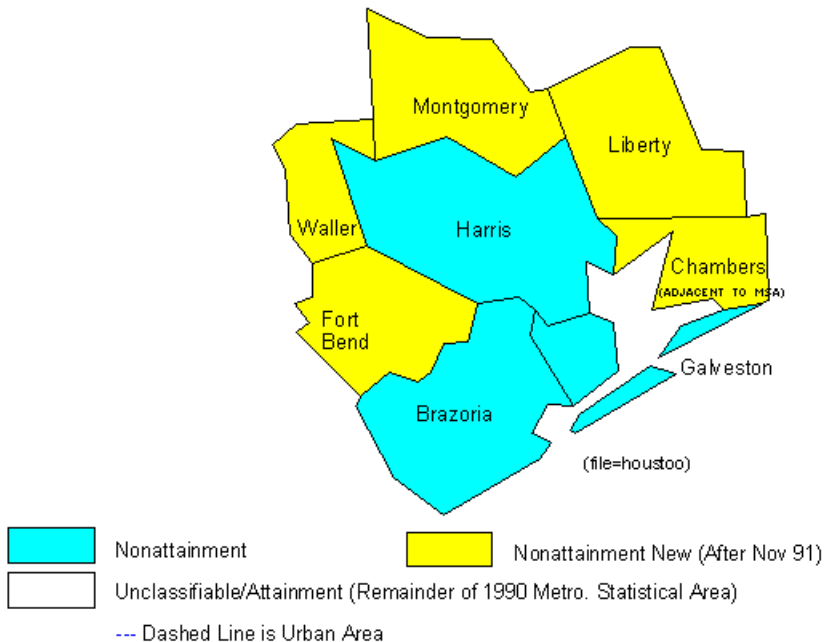 Montgomery
Liberty
Waller
Harris
Chambers
(ADJACENT TO MSA)
Fort
Bend
Galveston
Brazoria
(file=houstoo)
Nonattainment
Nonattainment New (After Nov 91)
Unclassifiable/Attainment (Remainder of 1990 Metro. Statistical Area)
--- Dashed Line is Urban Area